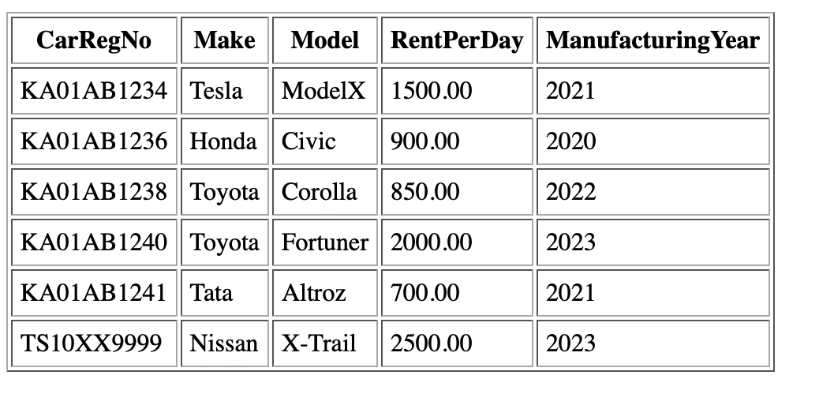 CarRegNo Make Model RentPerDay ManufacturingYear
KA01AB1234 Tesla ModelX 1500.00 2021
KA01AB1236 Honda Civic 900.00 2020
KA01AB1238 Toyota Corolla 850.00 2022
KA01AB1240 Toyota Fortuner 2000.00 2023
KA01AB1241 Tata Altroz 700.00 2021
TS10XX9999 Nissan X-Trail 2500.00 2023